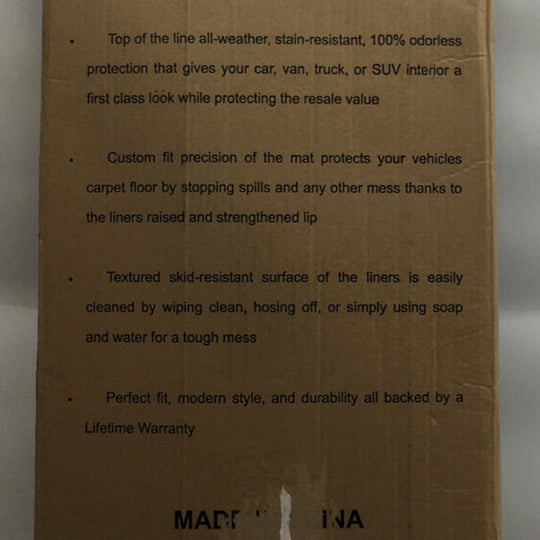 • Top of the line all-weather, stain-resistant, 100% odorless
protection that gives your car, van, truck, or SUV interior a
first class look while protecting the resale value
• Custom fit precision of the mat protects your vehicles
carpet floor by stopping spills and any other mess thanks to
the liners raised and strengthened lip
• Textured skid-resistant surface of the liners is easily
cleaned by wiping clean, hosing off, or simply using soap
and water for a tough mess
• Perfect fit, modern style, and durability all backed by a
Lifetime Warranty